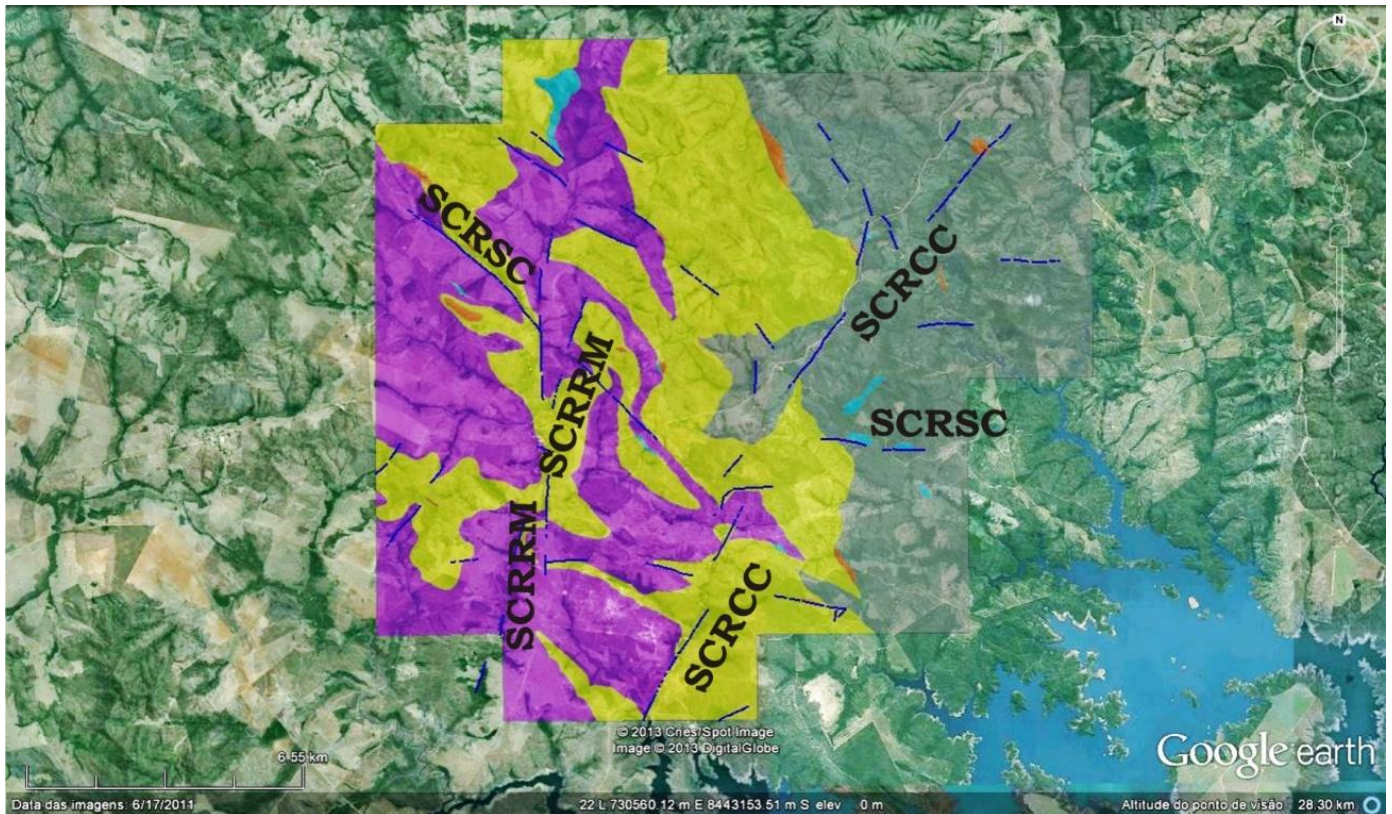 N
SCRSC
SCRCC
SCRRM
SCRSC
SCRRM
SCRCC
© 2013 Cnes/Spot Image
Image © 2013 DigitalGlobe
Google earth
6.55 km
Data das imagens: 6/17/2011
22 L 730560.12 m E 8443153.51 m S elev 0 m
Altitude do ponto de visão 28.30 km